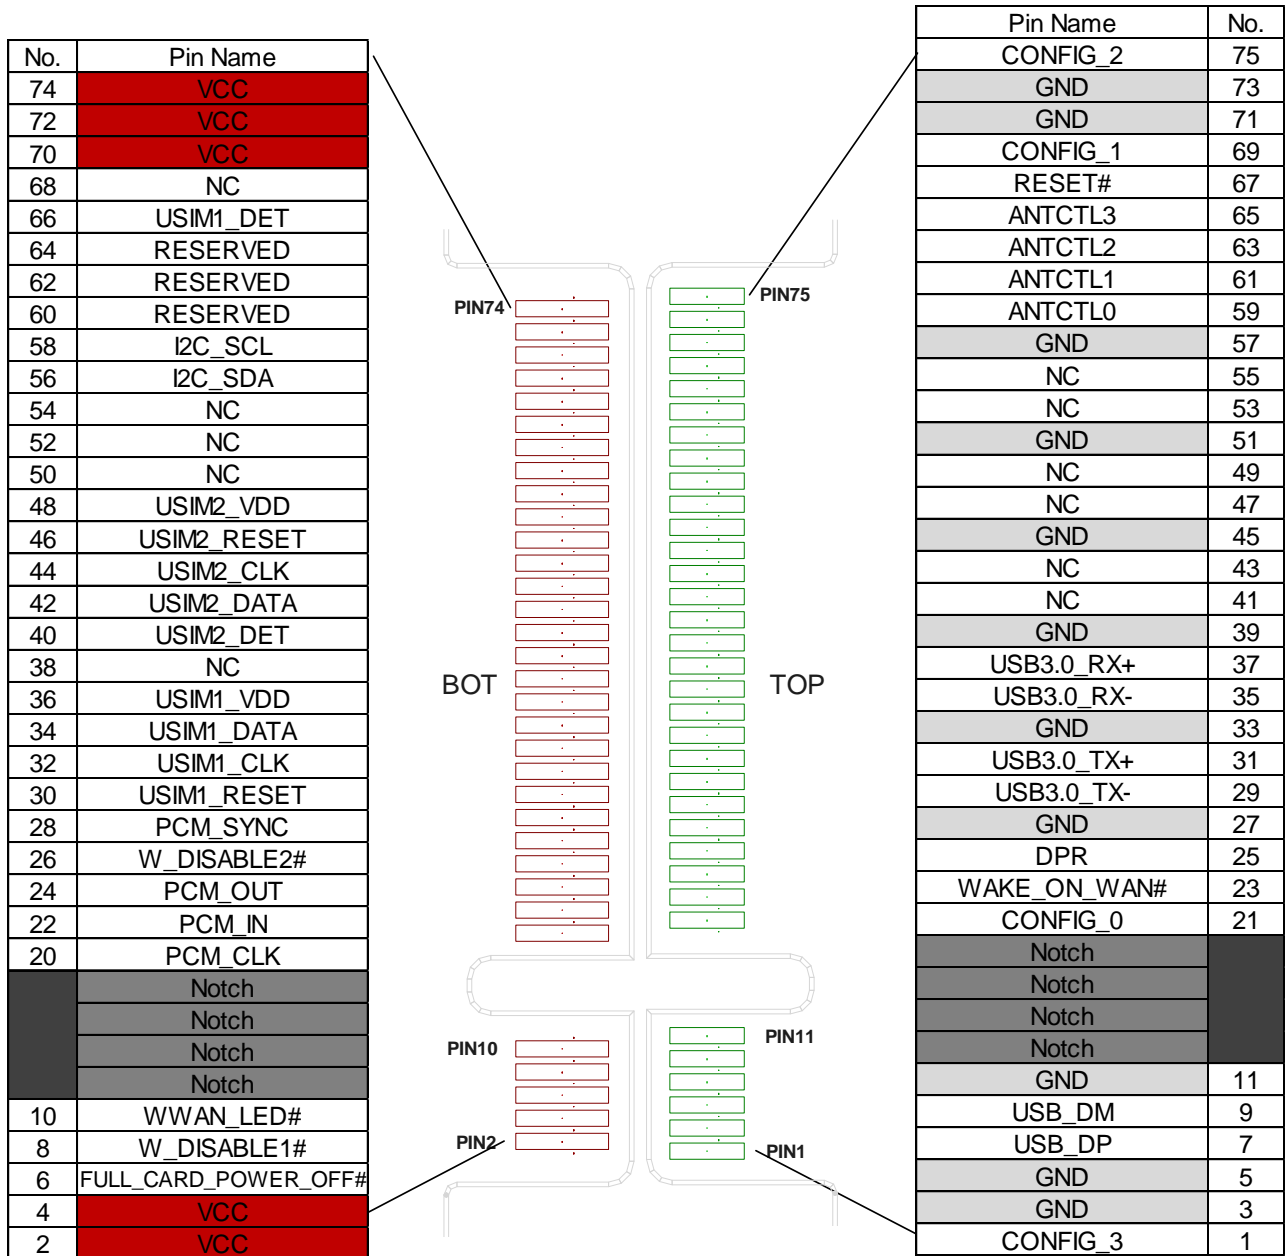 No. Pin Name
74 VCC
72 VCC
70 VCC
68 NC
66 USIM1_DET
64 RESERVED
62 RESERVED
60 RESERVED
58 I2C_SCL
56 I2C_SDA
54 NC
52 NC
50 NC
48 USIM2_VDD
46 USIM2_RESET
44 USIM2_CLK
42 USIM2_DATA
40 USIM2_DET
38 NC
36 USIM1_VDD
34 USIM1_DATA
32 USIM1_CLK
30 USIM1_RESET
28 PCM_SYNC
26 W_DISABLE2#
24 PCM_OUT
22 PCM_IN
20 PCM_CLK
Notch
Notch
Notch
Notch
10 WWAN_LED#
8 W_DISABLE1#
6 FULL_CARD_POWER_OFF#
4 VCC
2 VCC
PIN74
BOT
PIN10
PIN2
PIN75
TOP
PIN11
PIN1
Pin Name No.
CONFIG_2 75
GND 73
GND 71
CONFIG_1 69
RESET# 67
ANTCTL3 65
ANTCTL2 63
ANTCTL1 61
ANTCTL0 59
GND 57
NC 55
NC 53
GND 51
NC 49
NC 47
GND 45
NC 43
NC 41
GND 39
USB3.0_RX+ 37
USB3.0_RX- 35
GND 33
USB3.0_TX+ 31
USB3.0_TX- 29
GND 27
DPR 25
WAKE_ON_WAN# 23
CONFIG_0 21
Notch
Notch
Notch
Notch
GND 11
USB_DM 9
USB_DP 7
GND 5
GND 3
CONFIG_3 1